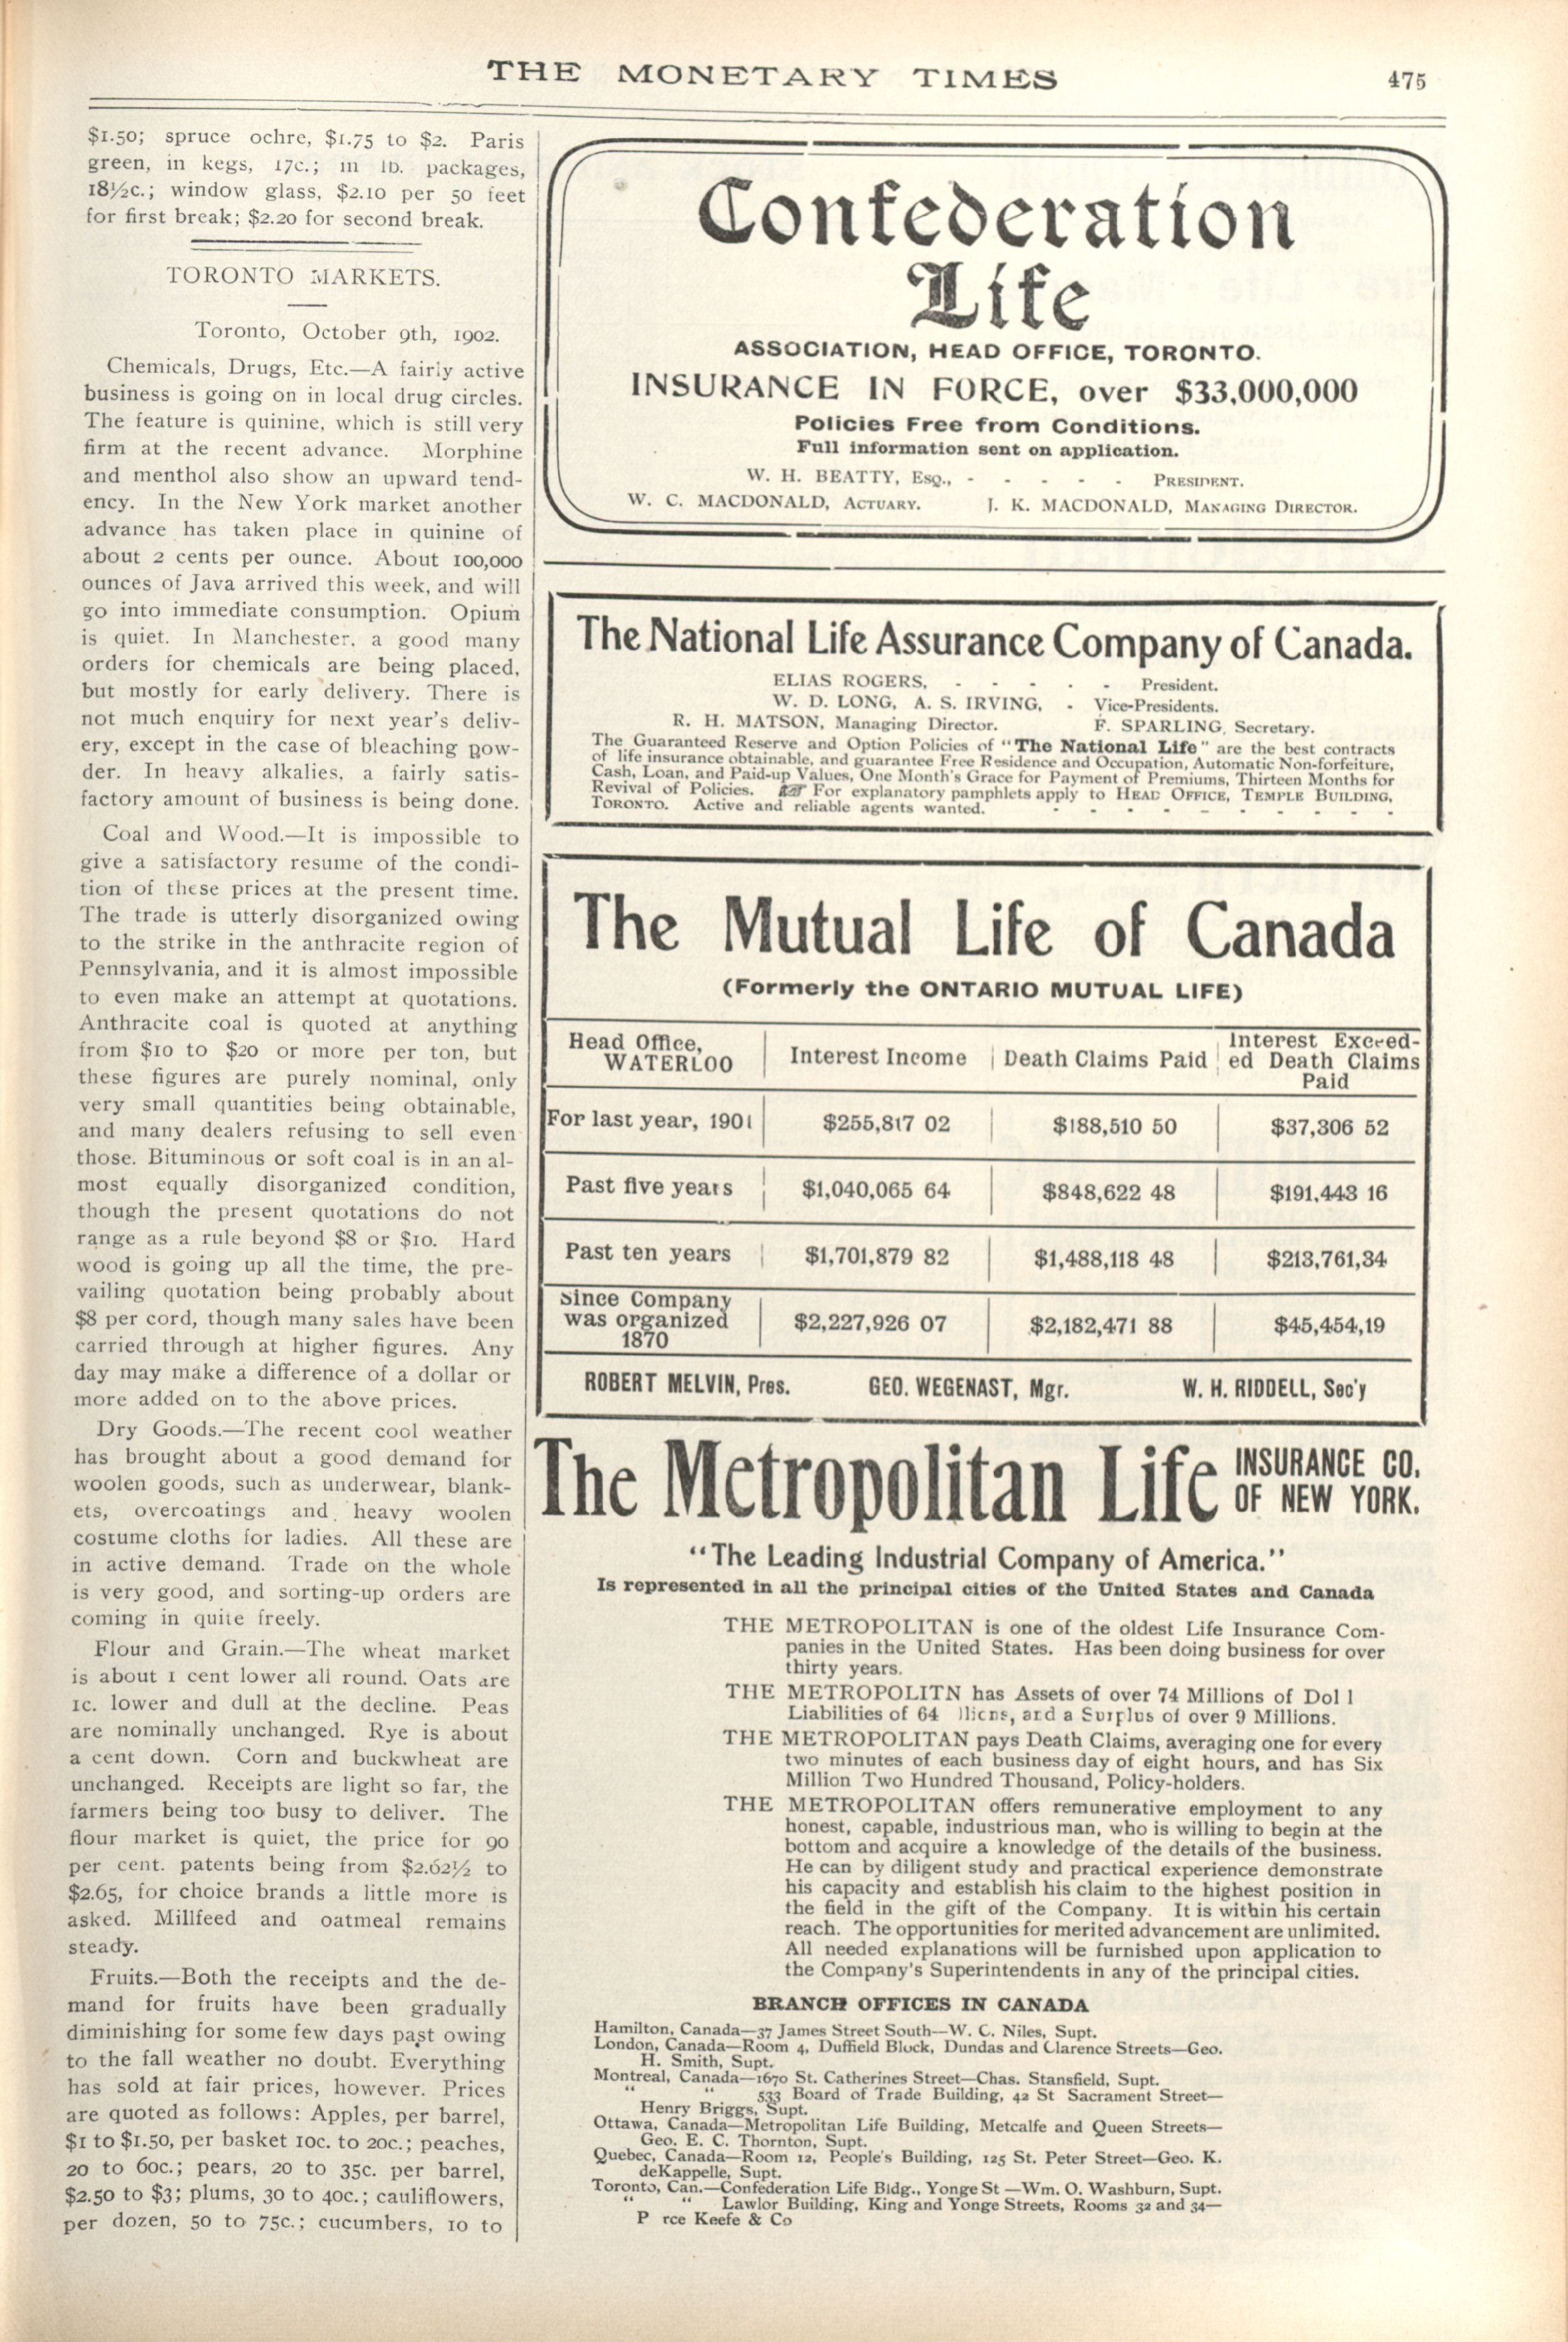 THE MONETARY TIMES
475
$1.50; spruce ochre, $1.75 to $2. Paris
green, in kegs, 17c.; in lb. packages,
18½c.; window glass, $2.10 per 50 feet
for first break; $2.20 for second break.
TORONTO MARKETS.
Toronto, October 9th, 1902.
Chemicals, Drugs, Etc.—A fairly active
business is going on in local drug circles.
The feature is quinine, which is still very
firm at the recent advance. Morphine
and menthol also show an upward tend-
ency. In the New York market another
advance has taken place in quinine of
about 2 cents per ounce. About 100,000
ounces of Java arrived this week, and will
go into immediate consumption. Opium
is quiet. In Manchester, a good many
orders for chemicals are being placed,
but mostly for early delivery. There is
not much enquiry for next year's deliv-
ery, except in the case of bleaching pow-
der. In heavy alkalies, a fairly satis-
factory amount of business is being done.
Coal and Wood.—It is impossible to
give a satisfactory resume of the condi-
tion of these prices at the present time.
The trade is utterly disorganized owing
to the strike in the anthracite region of
Pennsylvania, and it is almost impossible
to even make an attempt at quotations.
Anthracite coal is quoted at anything
from $10 to $20 or more per ton, but
these figures are purely nominal, only
very small quantities being obtainable,
and many dealers refusing to sell even
those. Bituminous or soft coal is in an al-
most equally disorganized condition,
though the present quotations do not
range as a rule beyond $8 or $10. Hard
wood is going up all the time, the pre-
vailing quotation being probably about
$8 per cord, though many sales have been
carried through at higher figures. Any
day may make a difference of a dollar or
more added on to the above prices.
Dry Goods.—The recent cool weather
has brought about a good demand for
woolen goods, such as underwear, blank-
ets, overcoatings and heavy woolen
costume cloths for ladies. All these are
in active demand. Trade on the whole
is very good, and sorting-up orders are
coming in quite freely.
Flour and Grain.—The wheat market
is about 1 cent lower all round. Oats are
1c. lower and dull at the decline. Peas
are nominally unchanged. Rye is about
a cent down. Corn and buckwheat are
unchanged. Receipts are light so far, the
farmers being too busy to deliver. The
flour market is quiet, the price for 90
per cent. patents being from $2.62½ to
$2.65, for choice brands a little more is
asked. Millfeed and oatmeal remains
steady.
Fruits.—Both the receipts and the de-
mand for fruits have been gradually
diminishing for some few days past owing
to the fall weather no doubt. Everything
has sold at fair prices, however. Prices
are quoted as follows: Apples, per barrel,
$1 to $1.50, per basket 10c. to 20c.; peaches,
20 to 60c.; pears, 20 to 35c. per barrel,
$2.50 to $3; plums, 30 to 40c.; cauliflowers,
per dozen, 50 to 75c.; cucumbers, 10 to
Confederation
Life
ASSOCIATION, HEAD OFFICE, TORONTO.
INSURANCE IN FORCE, over $33,000,000
Policies Free from Conditions.
Full information sent on application.
W. H. BEATTY, Esq., - - - - - PRESIDENT.
W. C. MACDONALD, ACTUARY. J. K. MACDONALD, MANAGING DIRECTOR.
The National Life Assurance Company of Canada.
ELIAS ROGERS, - - - - - President.
W. D. LONG, A. S. IRVING, - Vice-Presidents.
R. H. MATSON, Managing Director. F. SPARLING, Secretary.
The Guaranteed Reserve and Option Policies of "The National Life" are the best contracts
of life insurance obtainable, and guarantee Free Residence and Occupation, Automatic Non-forfeiture,
Cash, Loan, and Paid-up Values, One Month's Grace for Payment of Premiums, Thirteen Months for
Revival of Policies. ☞ For explanatory pamphlets apply to HEAD OFFICE, TEMPLE BUILDING,
TORONTO. Active and reliable agents wanted. - - - - - - - - - -
The Mutual Life of Canada
(Formerly the ONTARIO MUTUAL LIFE)
Head Office, WATERLOO | Interest Income | Death Claims Paid | Interest Exceed-ed Death Claims Paid
For last year, 1901 | $255,817 02 | $188,510 50 | $37,306 52
Past five years | $1,040,065 64 | $848,622 48 | $191,443 16
Past ten years | $1,701,879 82 | $1,488,118 48 | $213,761,34
Since Company was organized 1870 | $2,227,926 07 | $2,182,471 88 | $45,454,19
ROBERT MELVIN, Pres. GEO. WEGENAST, Mgr. W. H. RIDDELL, Sec'y
The Metropolitan Life INSURANCE CO.
OF NEW YORK.
"The Leading Industrial Company of America."
Is represented in all the principal cities of the United States and Canada
THE METROPOLITAN is one of the oldest Life Insurance Com-
panies in the United States. Has been doing business for over
thirty years.
THE METROPOLITN has Assets of over 74 Millions of Dol l
Liabilities of 64 llions, and a Surplus of over 9 Millions.
THE METROPOLITAN pays Death Claims, averaging one for every
two minutes of each business day of eight hours, and has Six
Million Two Hundred Thousand, Policy-holders.
THE METROPOLITAN offers remunerative employment to any
honest, capable, industrious man, who is willing to begin at the
bottom and acquire a knowledge of the details of the business.
He can by diligent study and practical experience demonstrate
his capacity and establish his claim to the highest position in
the field in the gift of the Company. It is within his certain
reach. The opportunities for merited advancement are unlimited.
All needed explanations will be furnished upon application to
the Company's Superintendents in any of the principal cities.
BRANCH OFFICES IN CANADA
Hamilton, Canada—37 James Street South—W. C. Niles, Supt.
London, Canada—Room 4, Duffield Block, Dundas and Clarence Streets—Geo.
H. Smith, Supt.
Montreal, Canada—1670 St. Catherines Street—Chas. Stansfield, Supt.
" " 533 Board of Trade Building, 42 St Sacrament Street—
Henry Briggs, Supt.
Ottawa, Canada—Metropolitan Life Building, Metcalfe and Queen Streets—
Geo. E. C. Thornton, Supt.
Quebec, Canada—Room 12, People's Building, 125 St. Peter Street—Geo. K.
deKappelle, Supt.
Toronto, Can.—Confederation Life Bldg., Yonge St —Wm. O. Washburn, Supt.
" " Lawlor Building, King and Yonge Streets, Rooms 32 and 34—
P rce Keefe & Co